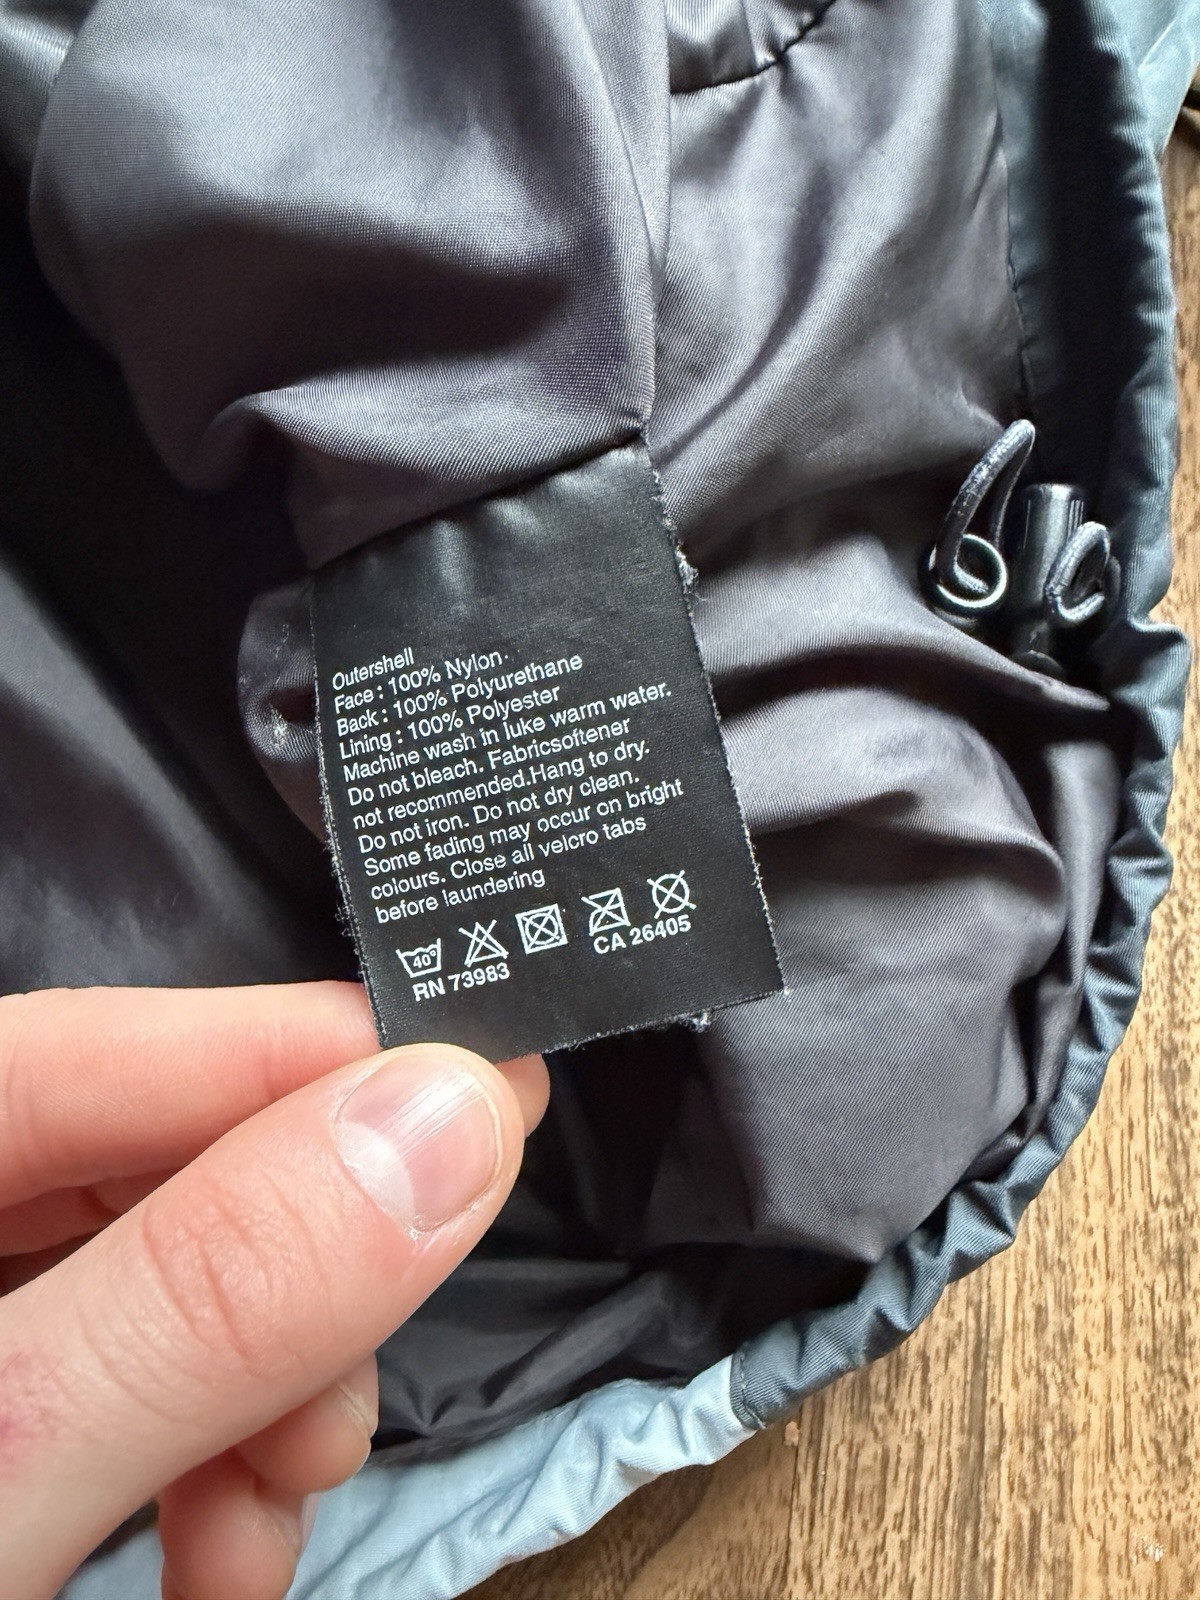 Outershell
Face : 100% Nylon.
Back : 100% Polyurethane
Lining : 100% Polyester
Machine wash in luke warm water.
Do not bleach. Fabricsoftener
not recommended.Hang to dry.
Do not iron. Do not dry clean.
Some fading may occur on bright
colours. Close all velcro tabs
before laundering
40°
RN 73983 CA 26405